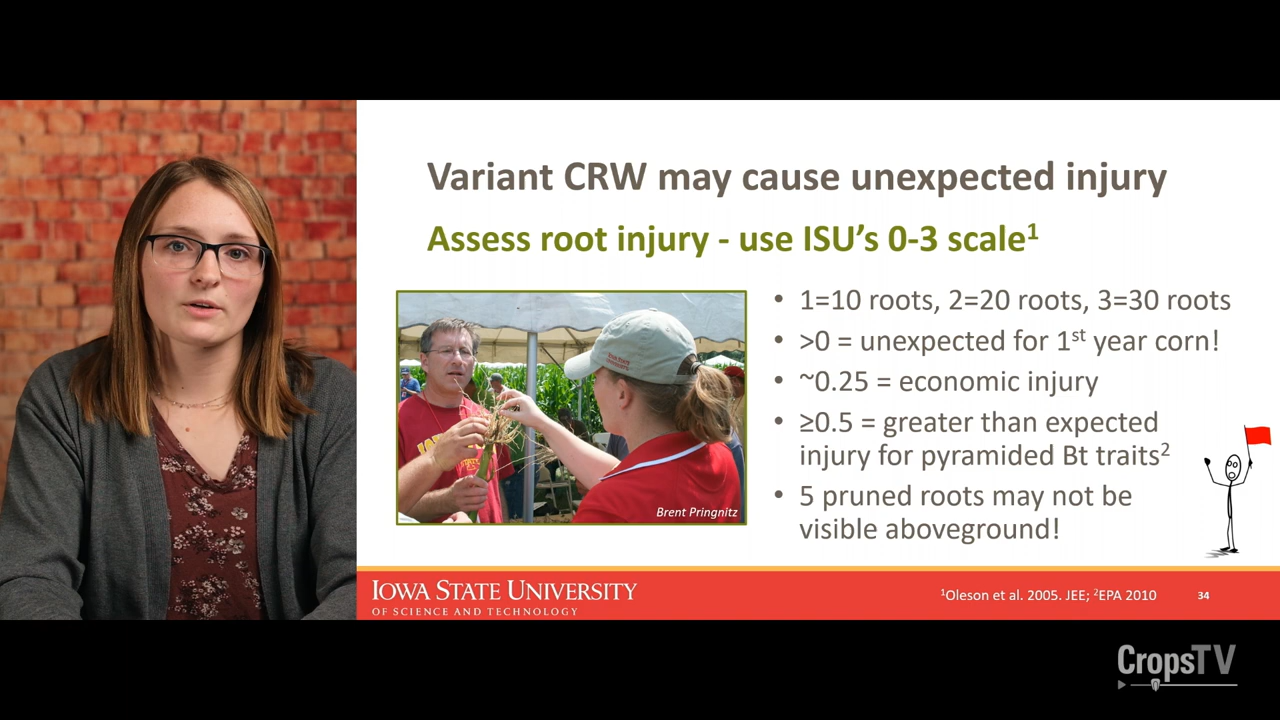 Variant CRW may cause unexpected injury
Assess root injury - use ISU's 0-3 scale¹
• 1=10 roots, 2=20 roots, 3=30 roots
• >0 = unexpected for 1st year corn!
• ~0.25 = economic injury
• ≥0.5 = greater than expected
injury for pyramided Bt traits²
• 5 pruned roots may not be
visible aboveground!
Brent Pringnitz
IOWA STATE UNIVERSITY
OF SCIENCE AND TECHNOLOGY
¹Oleson et al. 2005. JEE; ²EPA 2010
34
CropsTV